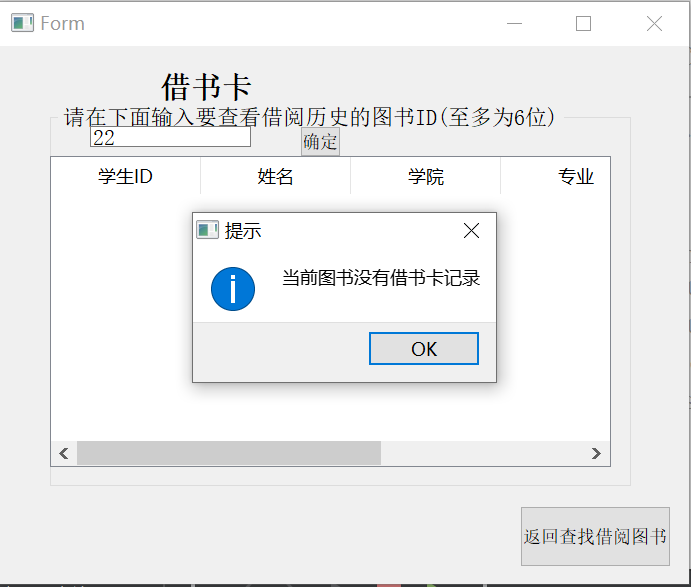 Form
借书卡
请在下面输入要查看借阅历史的图书ID(至多为6位)
22
确定
学生ID 姓名 学院 专业
提示
当前图书没有借书卡记录
OK
返回查找借阅图书